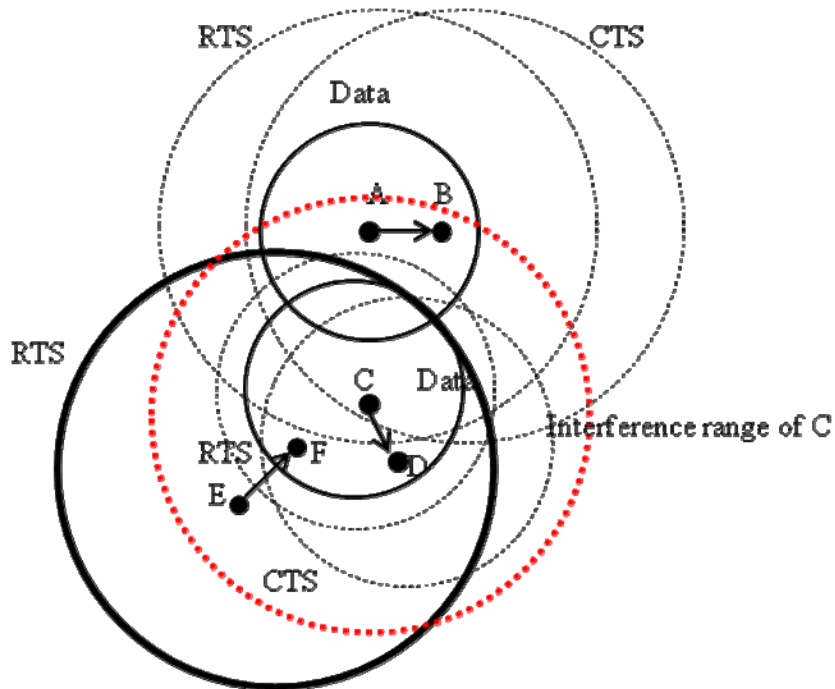 RTS
CTS
Data
A
B
RTS
C
Data
Interference range of C
RTS
F
D
E
CTS